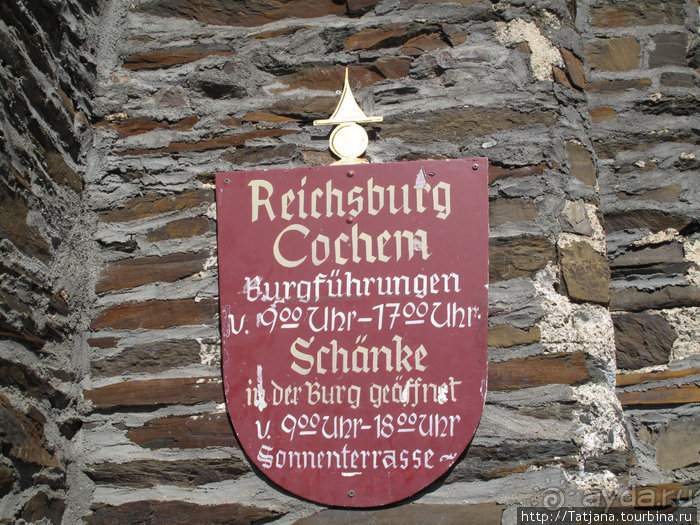 Reichsburg
Cochem
Burgführungen
v. 9⁰⁰ Uhr-17⁰⁰ Uhr
Schänke
in der Burg geöffnet
v. 9⁰⁰ Uhr-18⁰⁰ Uhr
Sonnenterrasse ~
ayda.ru
http://Tatiana.tourbina.ru